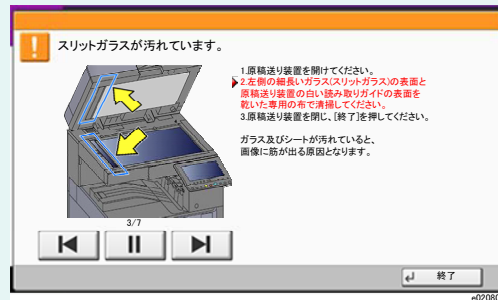 スリットガラスが汚れています。
1.原稿送り装置を開けてください。
2.左側の細長いガラス(スリットガラス)の表面と
原稿送り装置の白い読み取りガイドの表面を
乾いた専用の布で清掃してください。
3.原稿送り装置を閉じ、[終了]を押してください。
ガラス及びシートが汚れていると、
画像に筋が出る原因となります。
3/7
終了
e02080